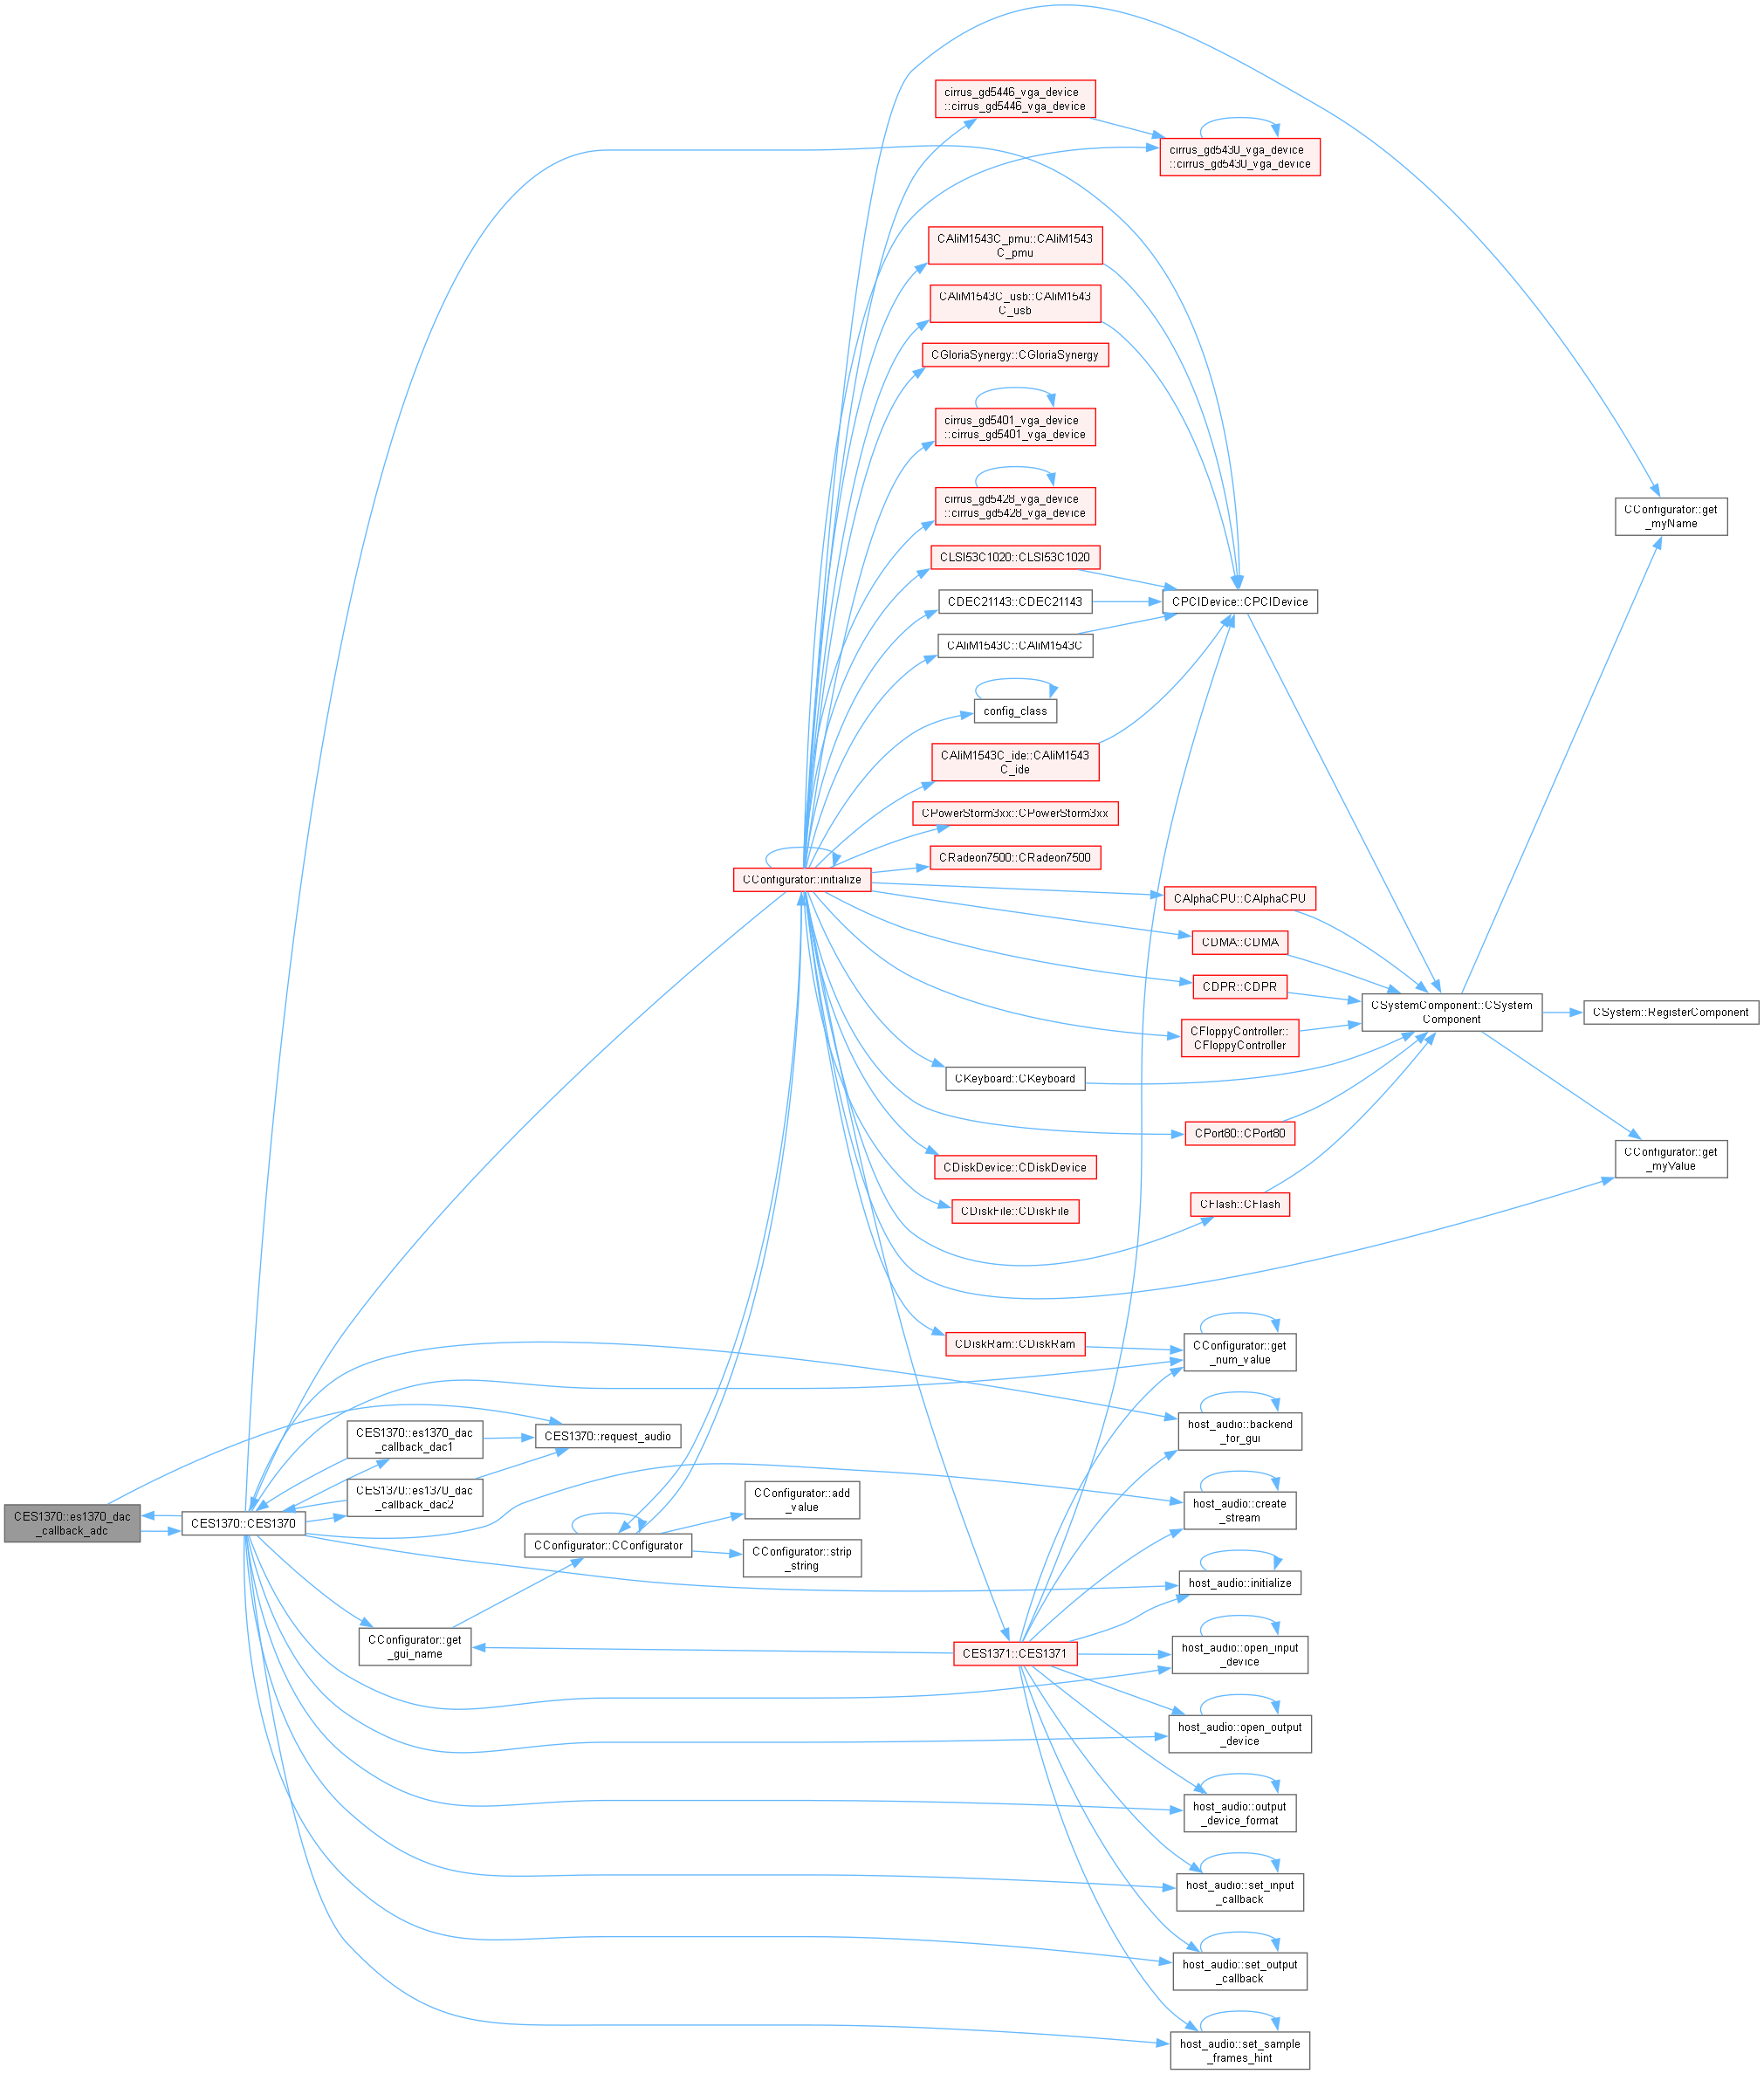 cirrus_gd5446_vga_device
::cirrus_gd5446_vga_device
cirrus_gd5430_vga_device
::cirrus_gd5430_vga_device
CAliM1543C_pmu::CAliM1543
C_pmu
CAliM1543C_usb::CAliM1543
C_usb
CGloriaSynergy::CGloriaSynergy
cirrus_gd5401_vga_device
::cirrus_gd5401_vga_device
cirrus_gd5428_vga_device
::cirrus_gd5428_vga_device
CConfigurator::get
_myName
CLSI53C1020::CLSI53C1020
CDEC21143::CDEC21143
CPCIDevice::CPCIDevice
CAliM1543C::CAliM1543C
config_class
CAliM1543C_ide::CAliM1543
C_ide
CPowerStorm3xx::CPowerStorm3xx
CRadeon7500::CRadeon7500
CConfigurator::initialize
CAlphaCPU::CAlphaCPU
CDMA::CDMA
CDPR::CDPR
CSystemComponent::CSystem
Component
CSystem::RegisterComponent
CFloppyController::
CFloppyController
CKeyboard::CKeyboard
CPort80::CPort80
CConfigurator::get
_myValue
CDiskDevice::CDiskDevice
CFlash::CFlash
CDiskFile::CDiskFile
CDiskRam::CDiskRam
CConfigurator::get
_num_value
host_audio::backend
_for_gui
CES1370::es1370_dac
_callback_dac1
CES1370::request_audio
CES1370::es1370_dac
_callback_dac2
CConfigurator::add
_value
host_audio::create
_stream
CES1370::es1370_dac
_callback_adc
CES1370::CES1370
CConfigurator::CConfigurator
CConfigurator::strip
_string
host_audio::initialize
CConfigurator::get
_gui_name
CES1371::CES1371
host_audio::open_input
_device
host_audio::open_output
_device
host_audio::output
_device_format
host_audio::set_input
_callback
host_audio::set_output
_callback
host_audio::set_sample
_frames_hint